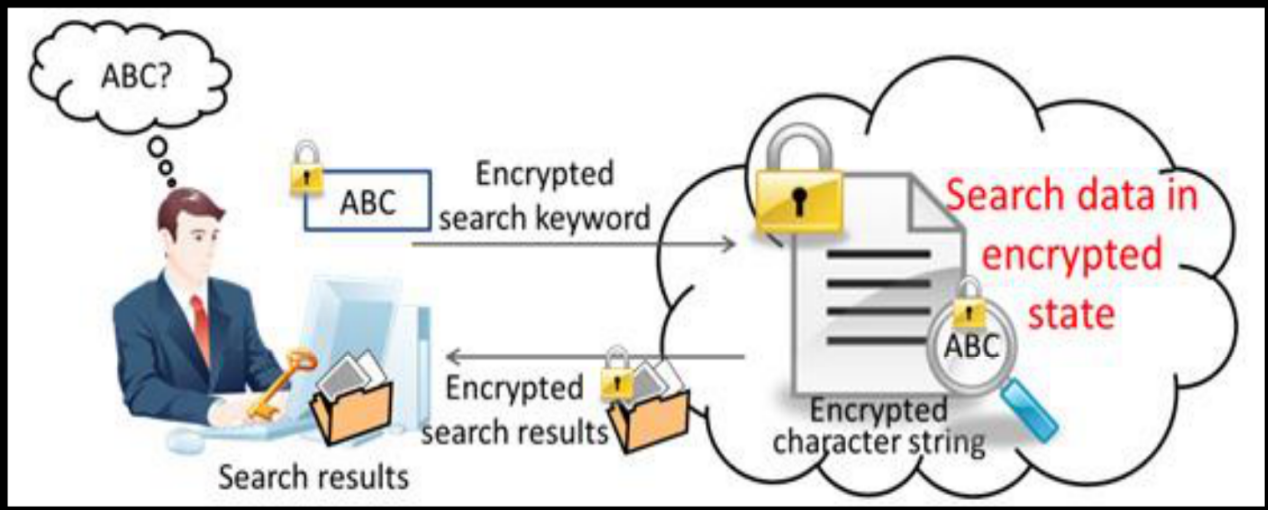 ABC?
ABC
Encrypted
search keyword
Search data in
encrypted
state
ABC
Encrypted
character string
Encrypted
search results
Search results